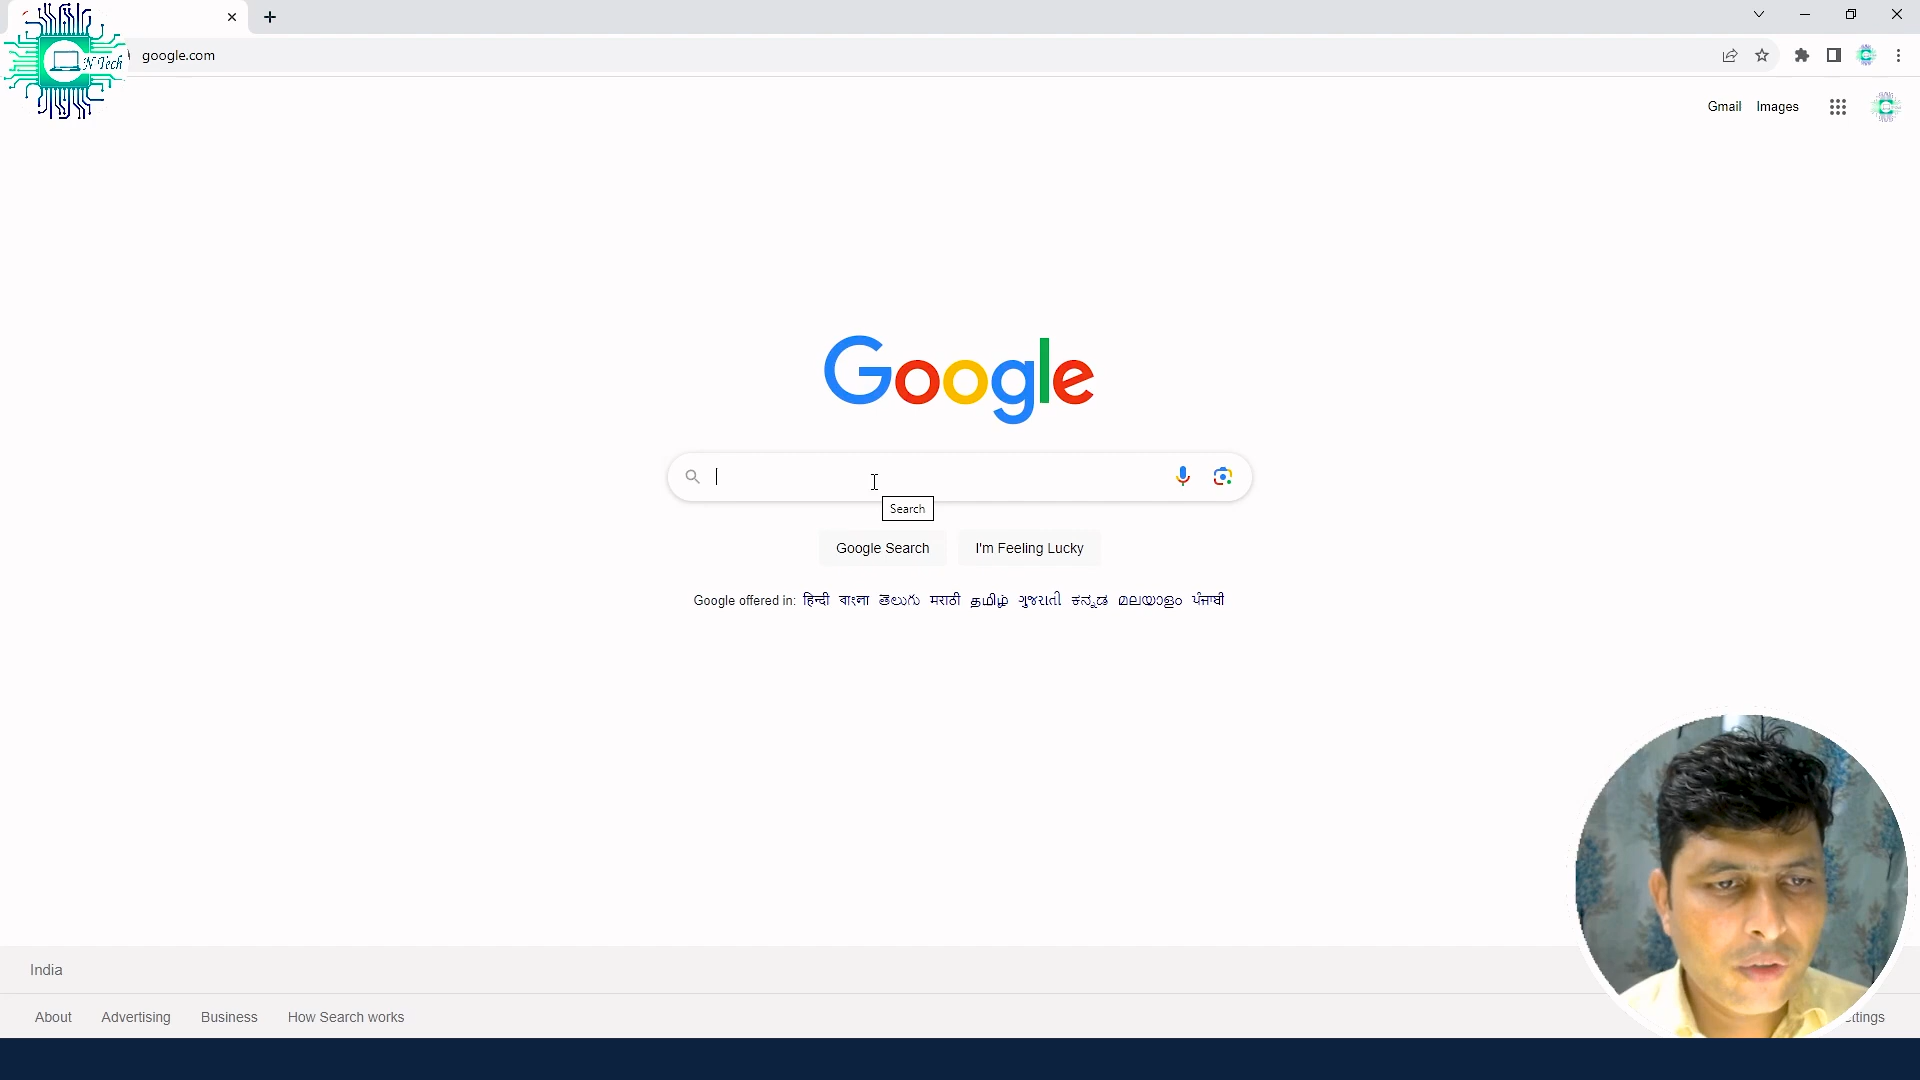 N Tech
google.com
Gmail Images
Google
Search
Google Search I'm Feeling Lucky
Google offered in: हिन्दी বাংলা తెలుగు मराठी தமிழ் ગુજરાતી ಕನ್ನಡ മലയാളം ਪੰਜਾਬੀ
India
About Advertising Business How Search works